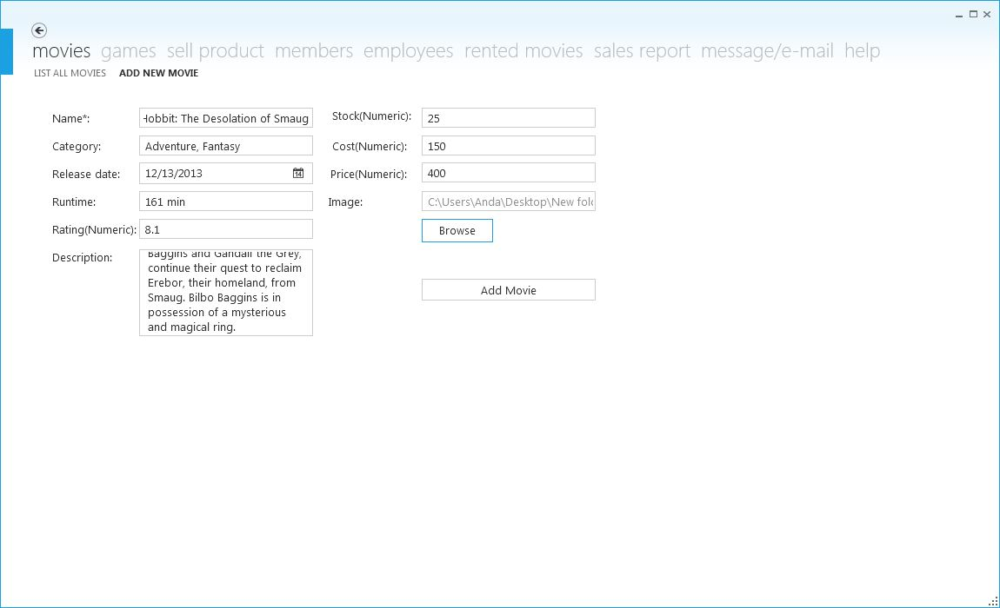 movies games sell product members employees rented movies sales report message/e-mail help
LIST ALL MOVIES ADD NEW MOVIE
Name*: Hobbit: The Desolation of Smaug
Category: Adventure, Fantasy
Release date: 12/13/2013 14
Runtime: 161 min
Rating(Numeric): 8.1
Description: Baggins and Gandalf the Grey,
continue their quest to reclaim
Erebor, their homeland, from
Smaug. Bilbo Baggins is in
possession of a mysterious
and magical ring.
Stock(Numeric): 25
Cost(Numeric): 150
Price(Numeric): 400
Image: C:\Users\Anda\Desktop\New fold
Browse
Add Movie